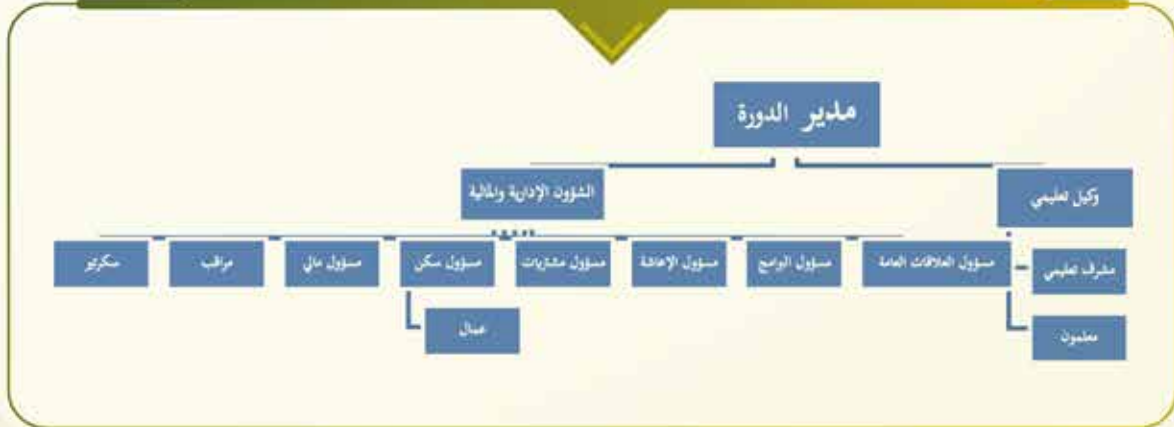 مدير الدورة
وكيل تعليمي
الشؤون الإدارية والمالية
مشرف تعليمي
مسؤول العلاقات العامة
مسؤول البرامج
مسؤول الإعاشة
مسؤول مشتريات
مسؤول سكن
مسؤول مالي
مراقب
سكرتير
معلمون
عمال